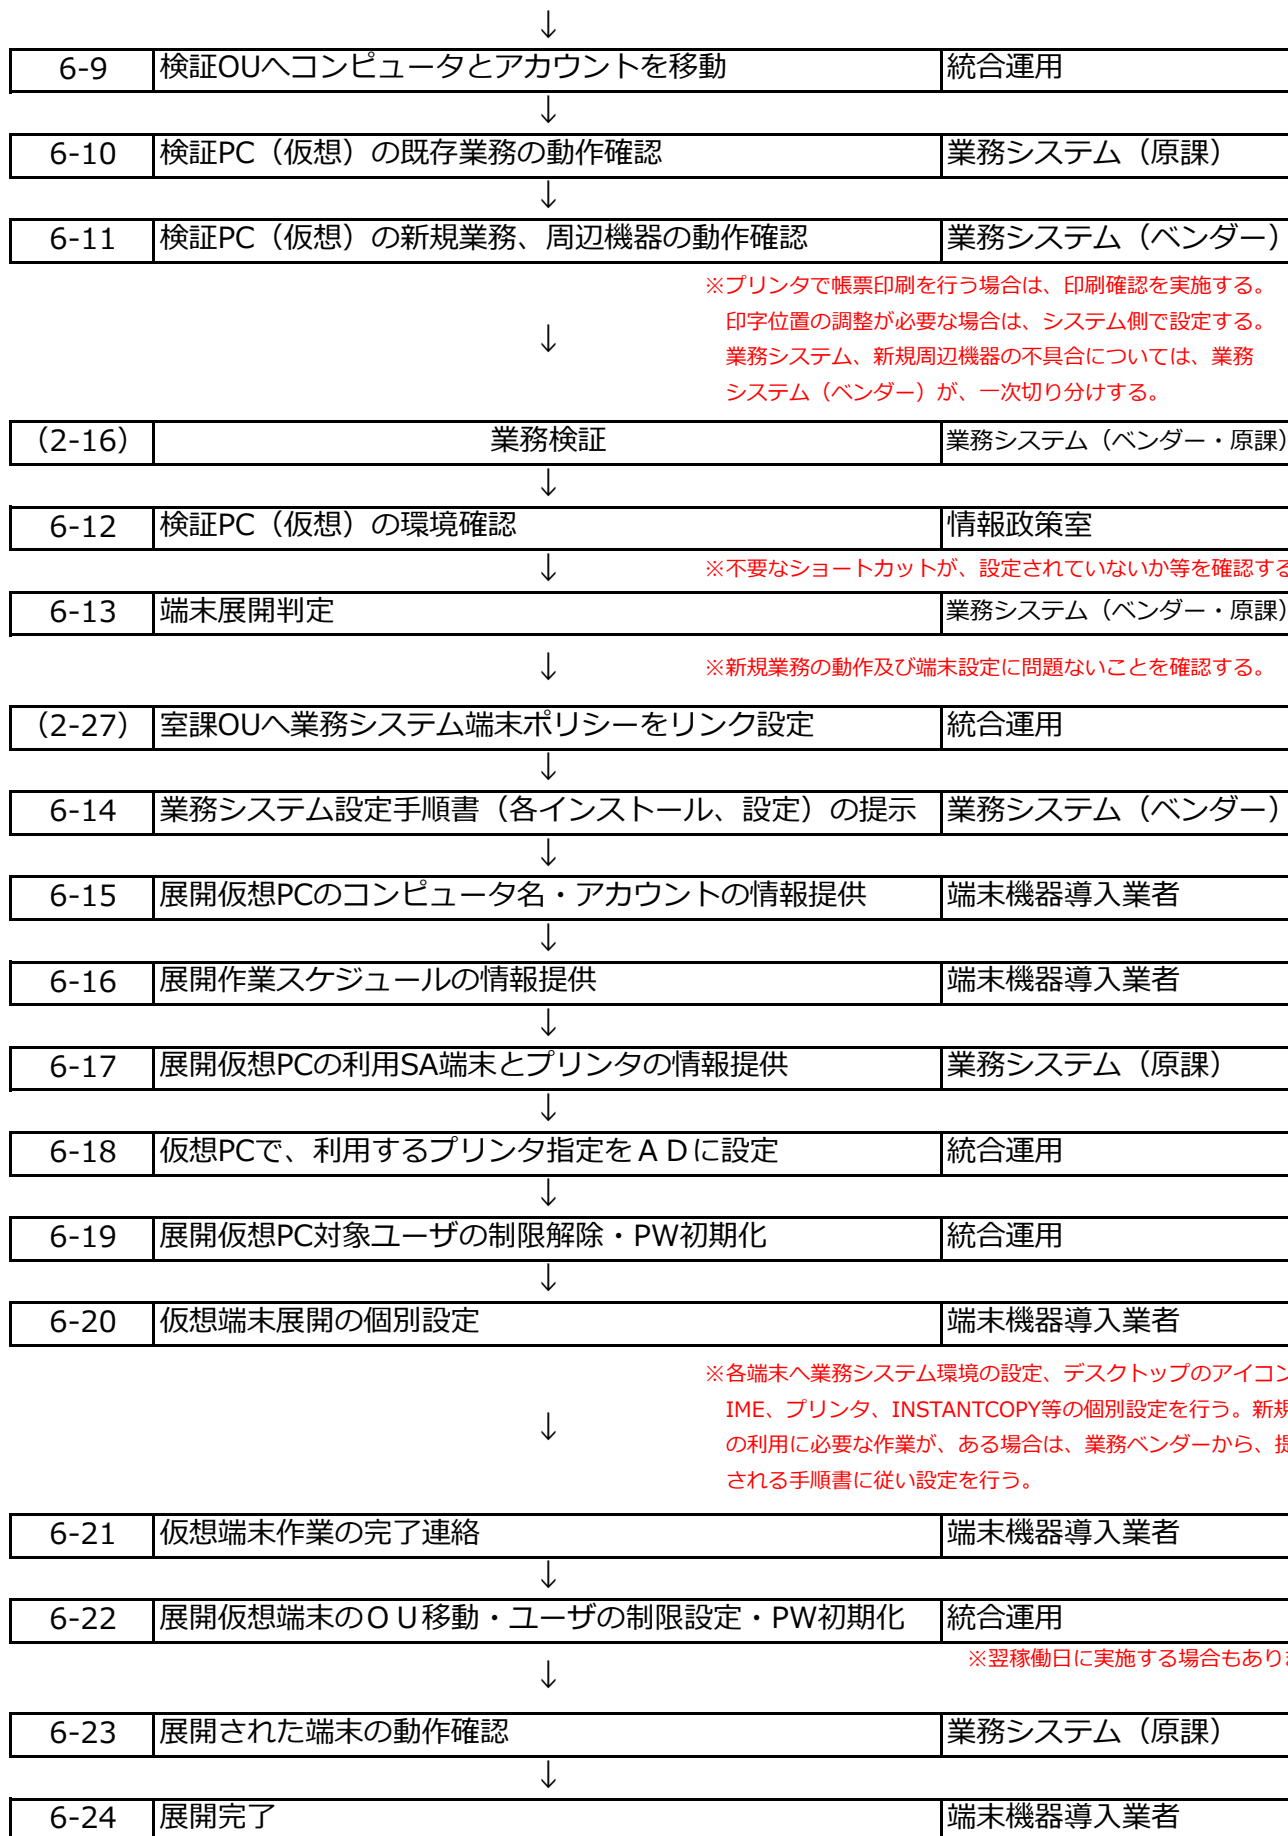 ↓
6-9 検証OUへコンピュータとアカウントを移動 統合運用
↓
6-10 検証PC（仮想）の既存業務の動作確認 業務システム（原課）
↓
6-11 検証PC（仮想）の新規業務、周辺機器の動作確認 業務システム（ベンダー）
※プリンタで帳票印刷を行う場合は、印刷確認を実施する。
印字位置の調整が必要な場合は、システム側で設定する。
↓
業務システム、新規周辺機器の不具合については、業務
システム（ベンダー）が、一次切り分けする。
（2-16） 業務検証 業務システム（ベンダー・原課）
↓
6-12 検証PC（仮想）の環境確認 情報政策室
↓ ※不要なショートカットが、設定されていないか等を確認する
6-13 端末展開判定 業務システム（ベンダー・原課）
↓ ※新規業務の動作及び端末設定に問題ないことを確認する。
（2-27） 室課OUへ業務システム端末ポリシーをリンク設定 統合運用
↓
6-14 業務システム設定手順書（各インストール、設定）の提示 業務システム（ベンダー）
↓
6-15 展開仮想PCのコンピュータ名・アカウントの情報提供 端末機器導入業者
↓
6-16 展開作業スケジュールの情報提供 端末機器導入業者
↓
6-17 展開仮想PCの利用SA端末とプリンタの情報提供 業務システム（原課）
↓
6-18 仮想PCで、利用するプリンタ指定をＡＤに設定 統合運用
↓
6-19 展開仮想PC対象ユーザの制限解除・PW初期化 統合運用
↓
6-20 仮想端末展開の個別設定 端末機器導入業者
※各端末へ業務システム環境の設定、デスクトップのアイコン
IME、プリンタ、INSTANTCOPY等の個別設定を行う。新規
↓
の利用に必要な作業が、ある場合は、業務ベンダーから、提
される手順書に従い設定を行う。
6-21 仮想端末作業の完了連絡 端末機器導入業者
↓
6-22 展開仮想端末のＯＵ移動・ユーザの制限設定・PW初期化 統合運用
※翌稼働日に実施する場合もあり
↓
6-23 展開された端末の動作確認 業務システム（原課）
↓
6-24 展開完了 端末機器導入業者